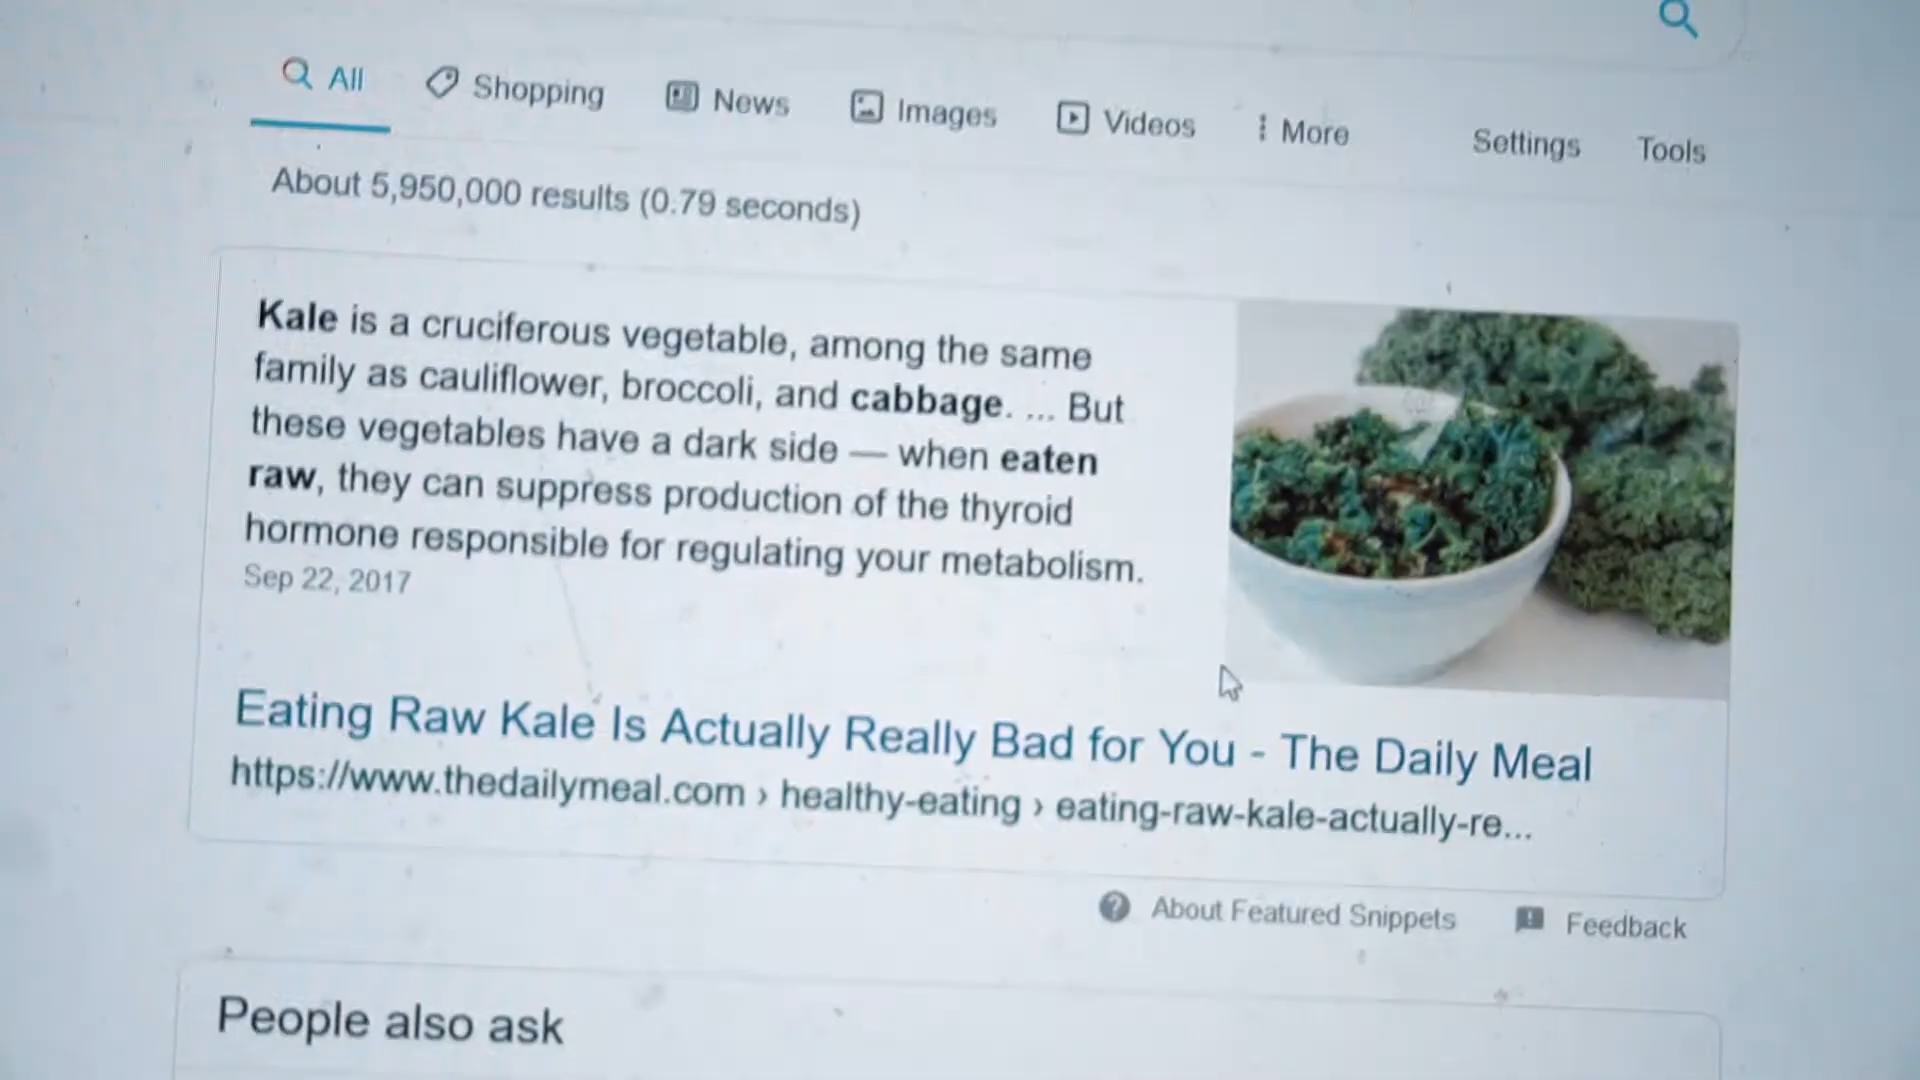 All Shopping News Images Videos More Settings Tools
About 5,950,000 results (0.79 seconds)
Kale is a cruciferous vegetable, among the same
family as cauliflower, broccoli, and cabbage. ... But
these vegetables have a dark side — when eaten
raw, they can suppress production of the thyroid
hormone responsible for regulating your metabolism.
Sep 22, 2017
Eating Raw Kale Is Actually Really Bad for You - The Daily Meal
https://www.thedailymeal.com › healthy-eating › eating-raw-kale-actually-re...
About Featured Snippets Feedback
People also ask